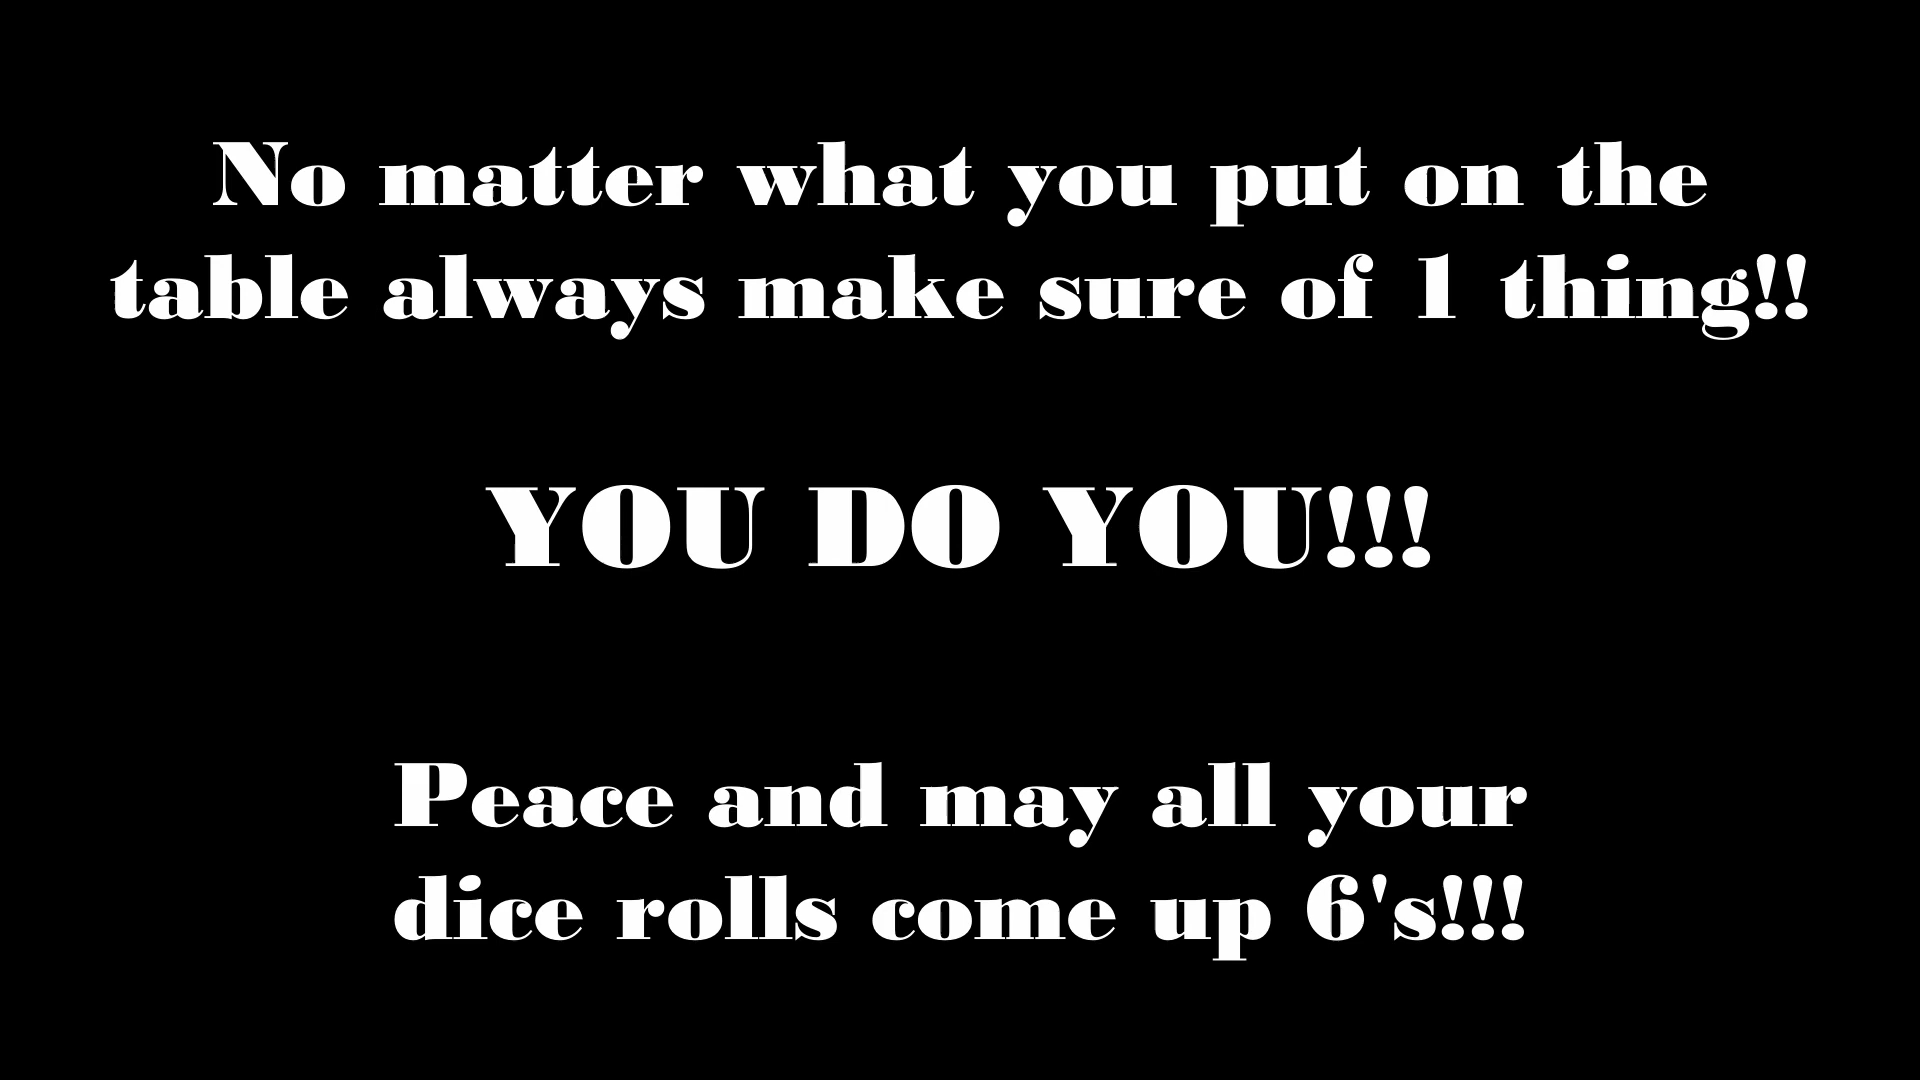 No matter what you put on the
table always make sure of 1 thing!!
YOU DO YOU!!!
Peace and may all your
dice rolls come up 6's!!!